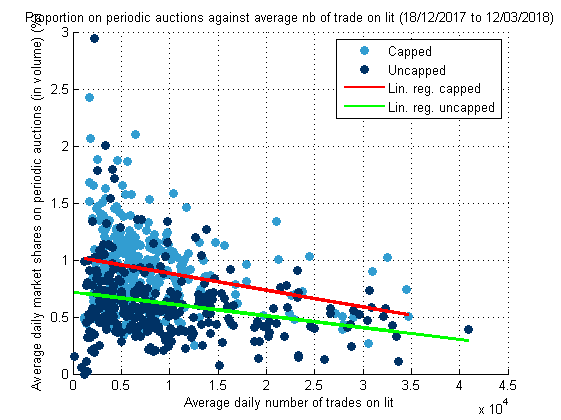 Proportion on periodic auctions against average nb of trade on lit (18/12/2017 to 12/03/2018)
Average daily market shares on periodic auctions (in volume) (%)
3
2.5
2
1.5
1
0.5
0
Capped
Uncapped
Lin. reg. capped
Lin. reg. uncapped
0 0.5 1 1.5 2 2.5 3 3.5 4 4.5
x 10^4
Average daily number of trades on lit